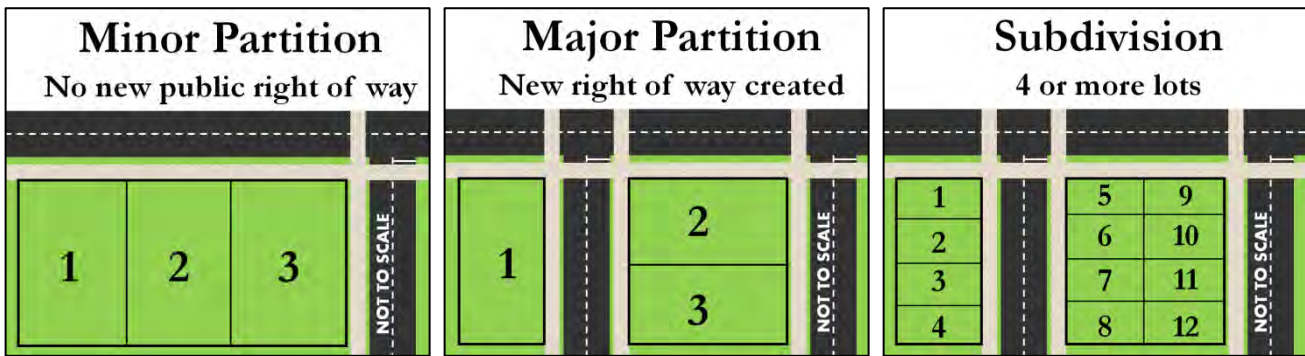 Minor Partition
No new public right of way
1 2 3
NOT TO SCALE
Major Partition
New right of way created
1
2
3
NOT TO SCALE
Subdivision
4 or more lots
1
2
3
4
5 9
6 10
7 11
8 12
NOT TO SCALE